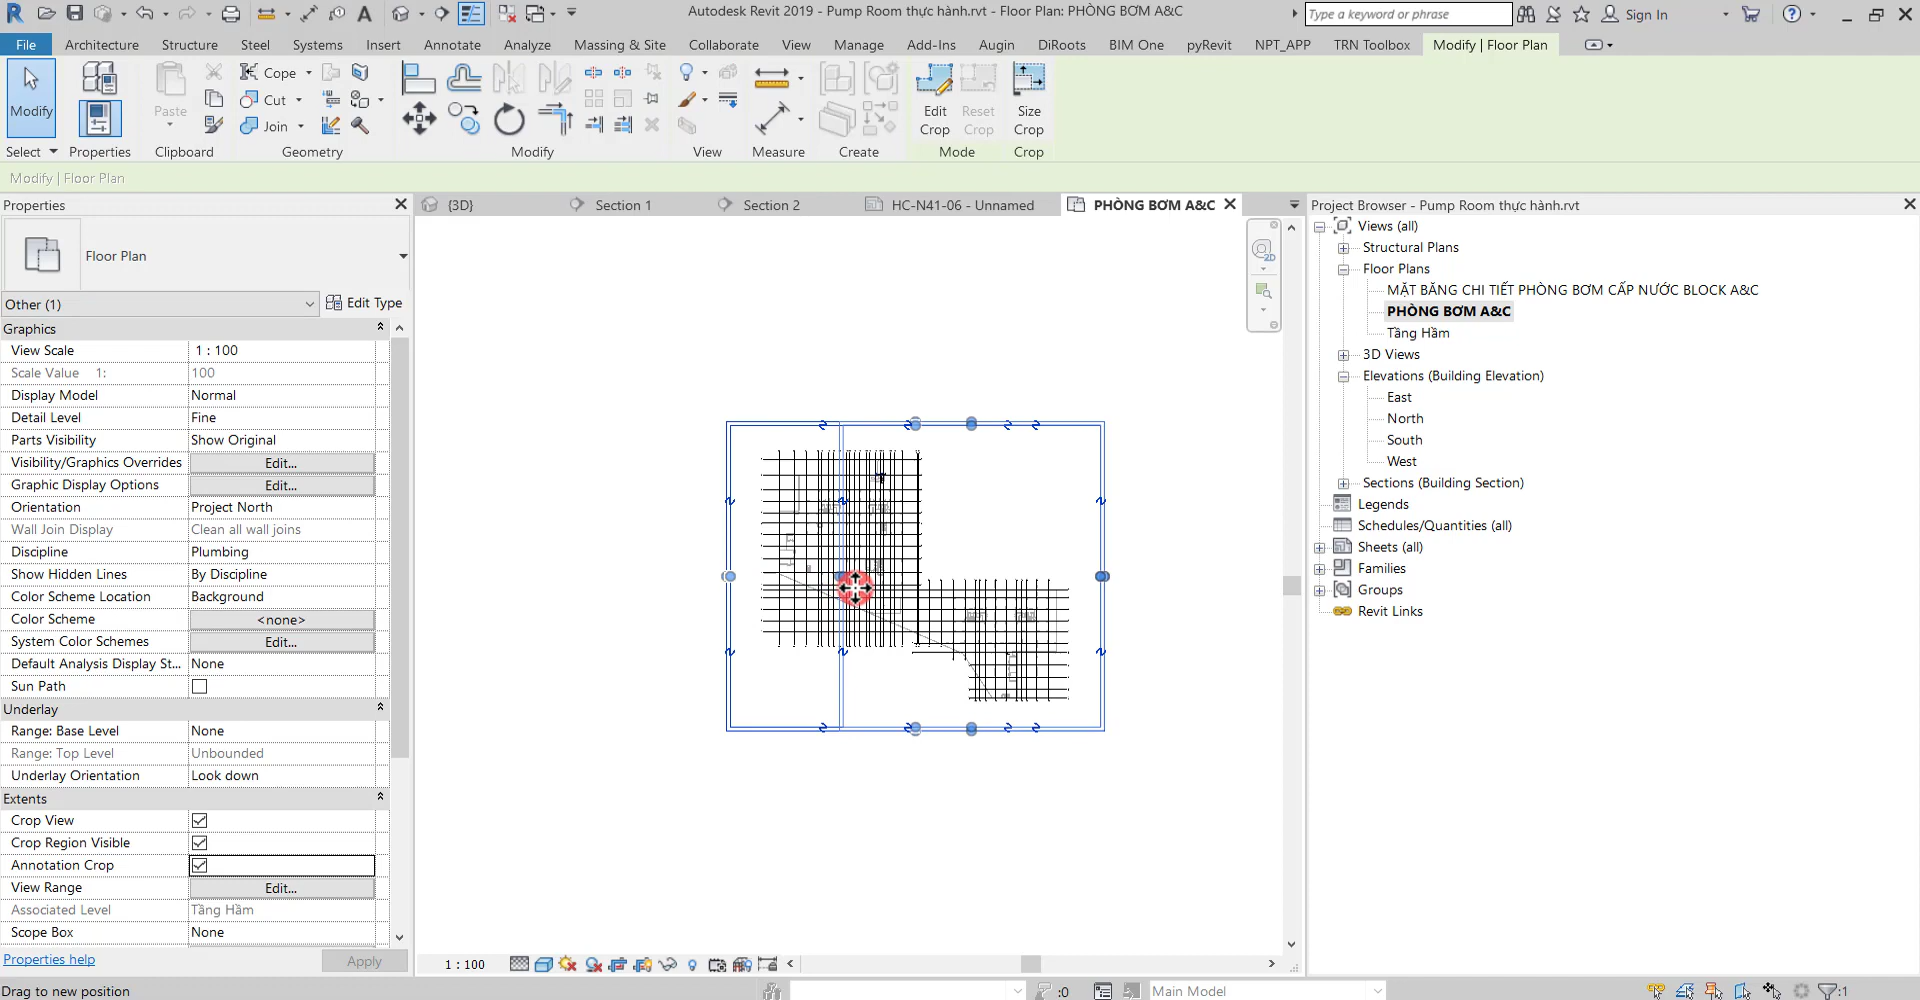 Autodesk Revit 2019 - Pump Room thực hành.rvt - Floor Plan: PHÒNG BƠM A&C
Type a keyword or phrase
Sign In
File Architecture Structure Steel Systems Insert Annotate Analyze Massing & Site Collaborate View Manage Add-Ins Augin DiRoots BIM One pyRevit NPT_APP TRN Toolbox Modify | Floor Plan
Modify
Paste
Cope
Cut
Join
Edit Crop
Reset Crop
Size Crop
Select Properties Clipboard Geometry Modify View Measure Create Mode Crop
Modify | Floor Plan
Properties
{3D} Section 1 Section 2 HC-N41-06 - Unnamed PHÒNG BƠM A&C
Project Browser - Pump Room thực hành.rvt
Floor Plan
Other (1) Edit Type
Graphics
View Scale 1 : 100
Scale Value 1: 100
Display Model Normal
Detail Level Fine
Parts Visibility Show Original
Visibility/Graphics Overrides Edit...
Graphic Display Options Edit...
Orientation Project North
Wall Join Display Clean all wall joins
Discipline Plumbing
Show Hidden Lines By Discipline
Color Scheme Location Background
Color Scheme <none>
System Color Schemes Edit...
Default Analysis Display St... None
Sun Path
Underlay
Range: Base Level None
Range: Top Level Unbounded
Underlay Orientation Look down
Extents
Crop View
Crop Region Visible
Annotation Crop
View Range Edit...
Associated Level Tầng Hầm
Scope Box None
Properties help Apply
2D
Views (all)
Structural Plans
Floor Plans
MẶT BẰNG CHI TIẾT PHÒNG BƠM CẤP NƯỚC BLOCK A&C
PHÒNG BƠM A&C
Tầng Hầm
3D Views
Elevations (Building Elevation)
East
North
South
West
Sections (Building Section)
Legends
Schedules/Quantities (all)
Sheets (all)
Families
Groups
Revit Links
1 : 100
Drag to new position
:0
Main Model
:1